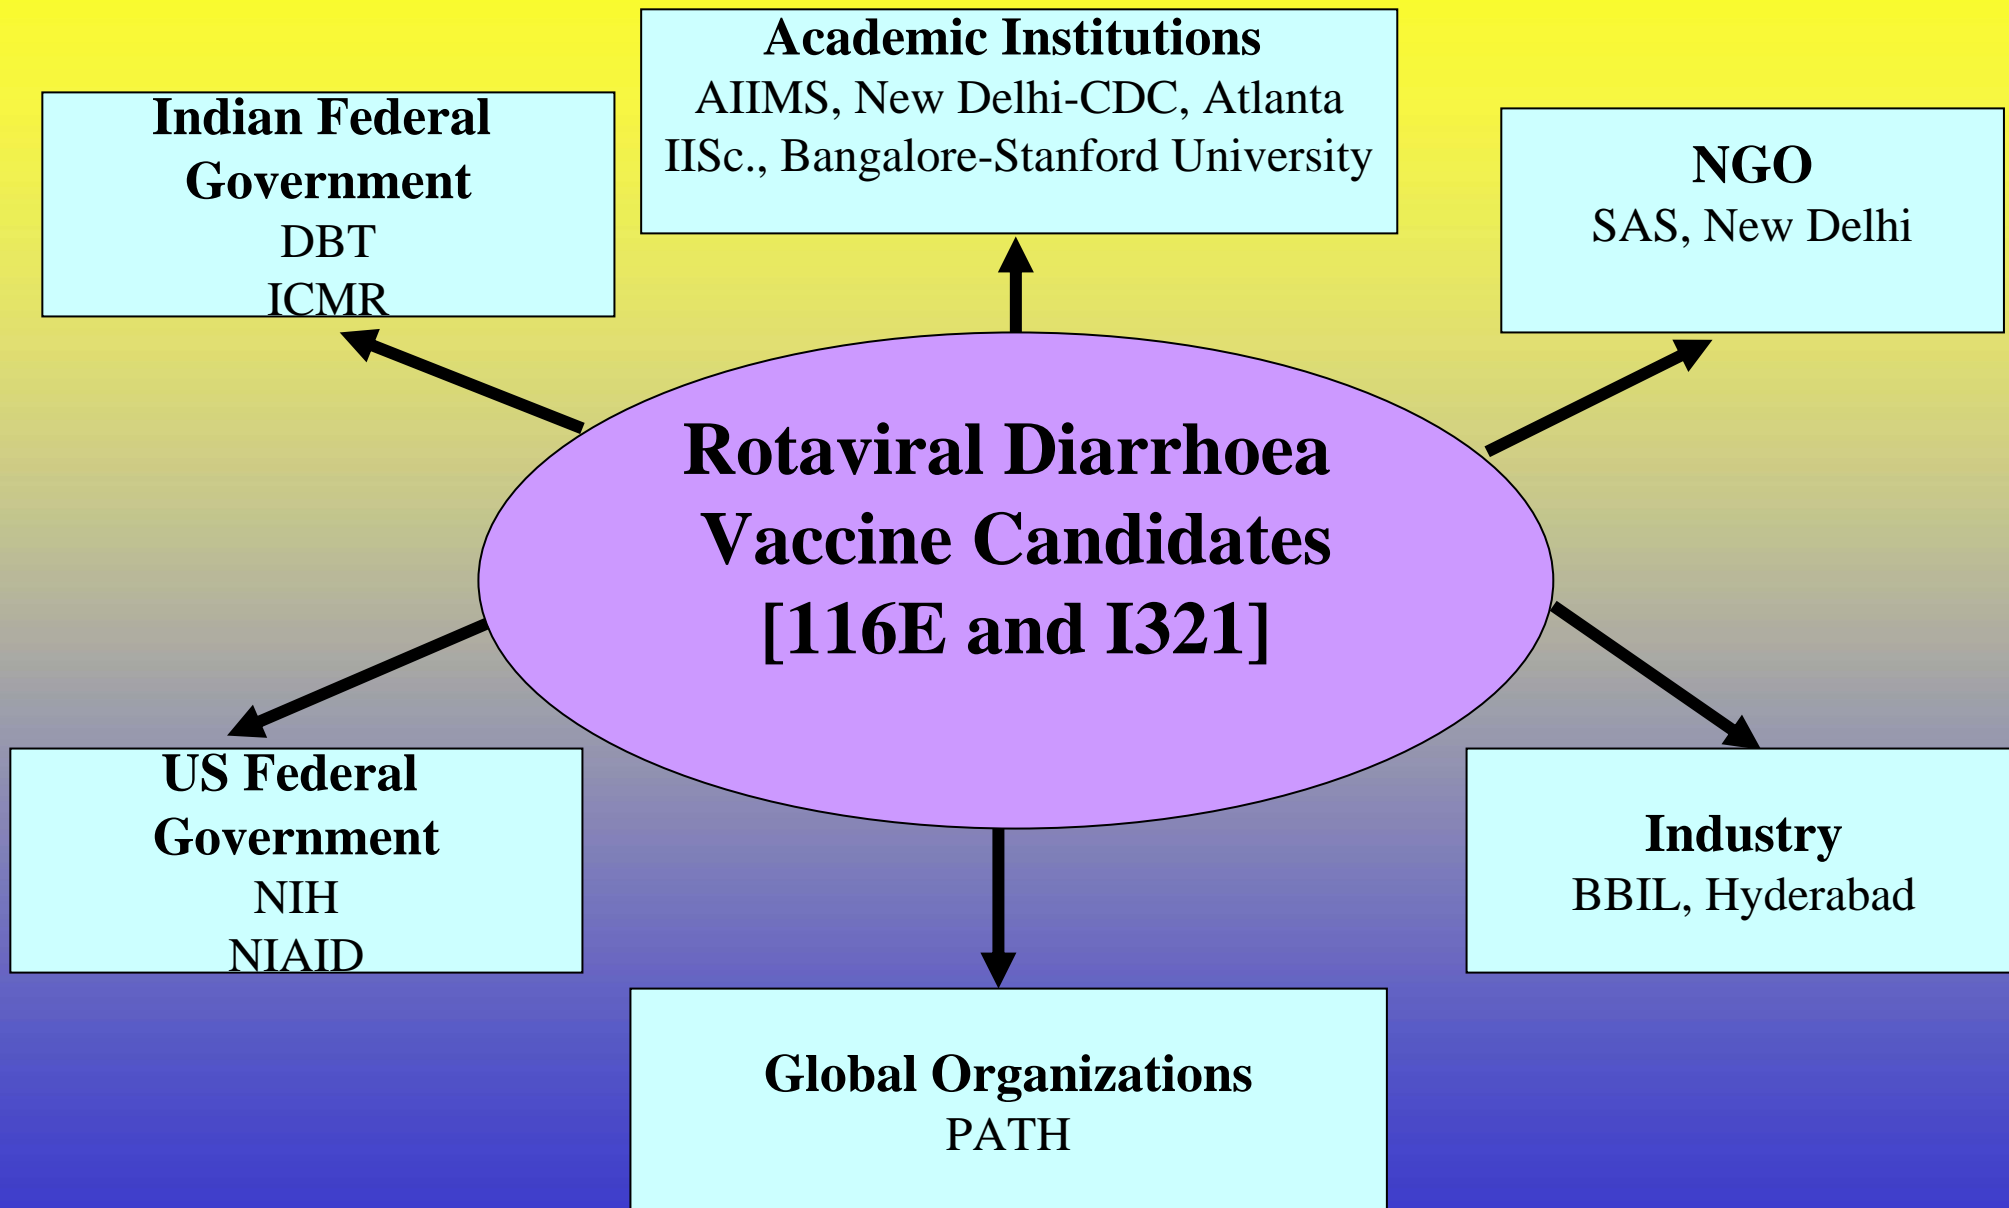 Academic Institutions
AIIMS, New Delhi-CDC, Atlanta
IISc., Bangalore-Stanford University
Indian Federal
Government
DBT
ICMR
NGO
SAS, New Delhi
Rotaviral Diarrhoea
Vaccine Candidates
[116E and I321]
US Federal
Government
NIH
NIAID
Industry
BBIL, Hyderabad
Global Organizations
PATH